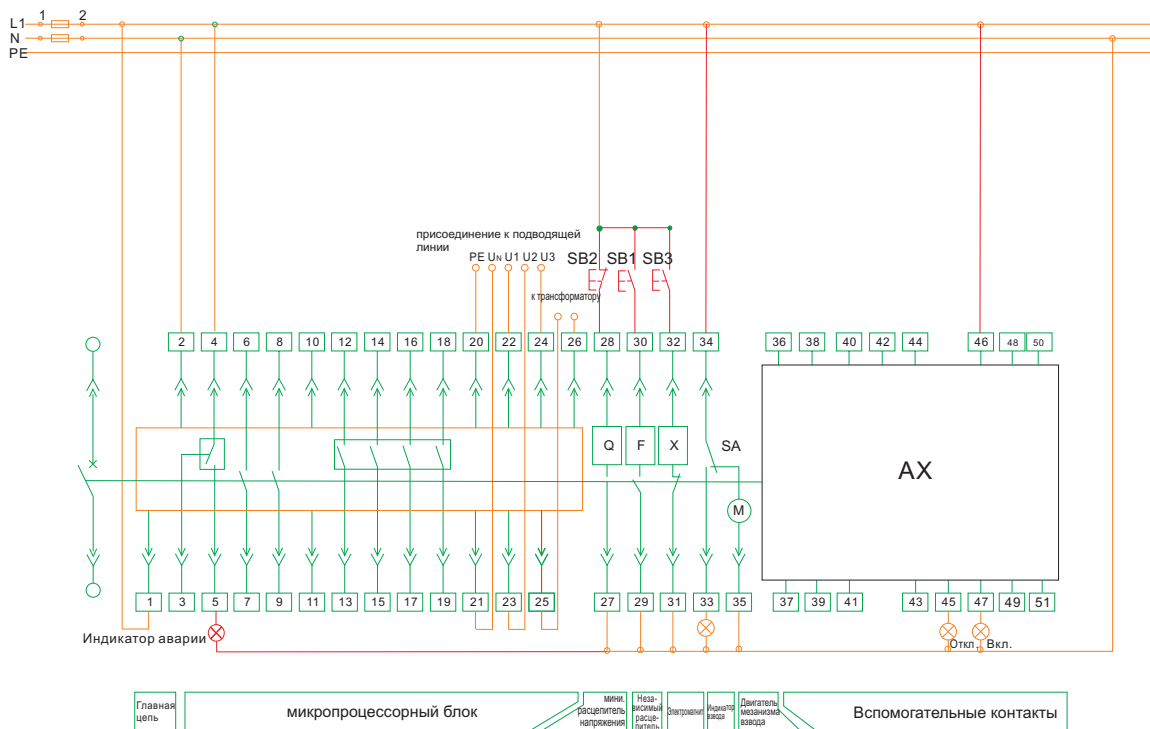 1 2
L1
N
PE
присоединение к подводящей
линии
PE UN U1 U2 U3
SB2 SB1 SB3
к трансформатору
2 4 6 8 10 12 14 16 18 20 22 24 26 28 30 32 34 36 38 40 42 44 46 48 50
Q F X SA
AX
M
1 3 5 7 9 11 13 15 17 19 21 23 25 27 29 31 33 35 37 39 41 43 45 47 49 51
Индикатор аварии
Откл. Вкл.
Главная
цепь
микропроцессорный блок
мини.
расцепитель
напряжения
Неза-
висимый
расце-
питель
Электромагнит
Индикатор
взвода
Двигатель
механизма
взвода
Вспомогательные контакты